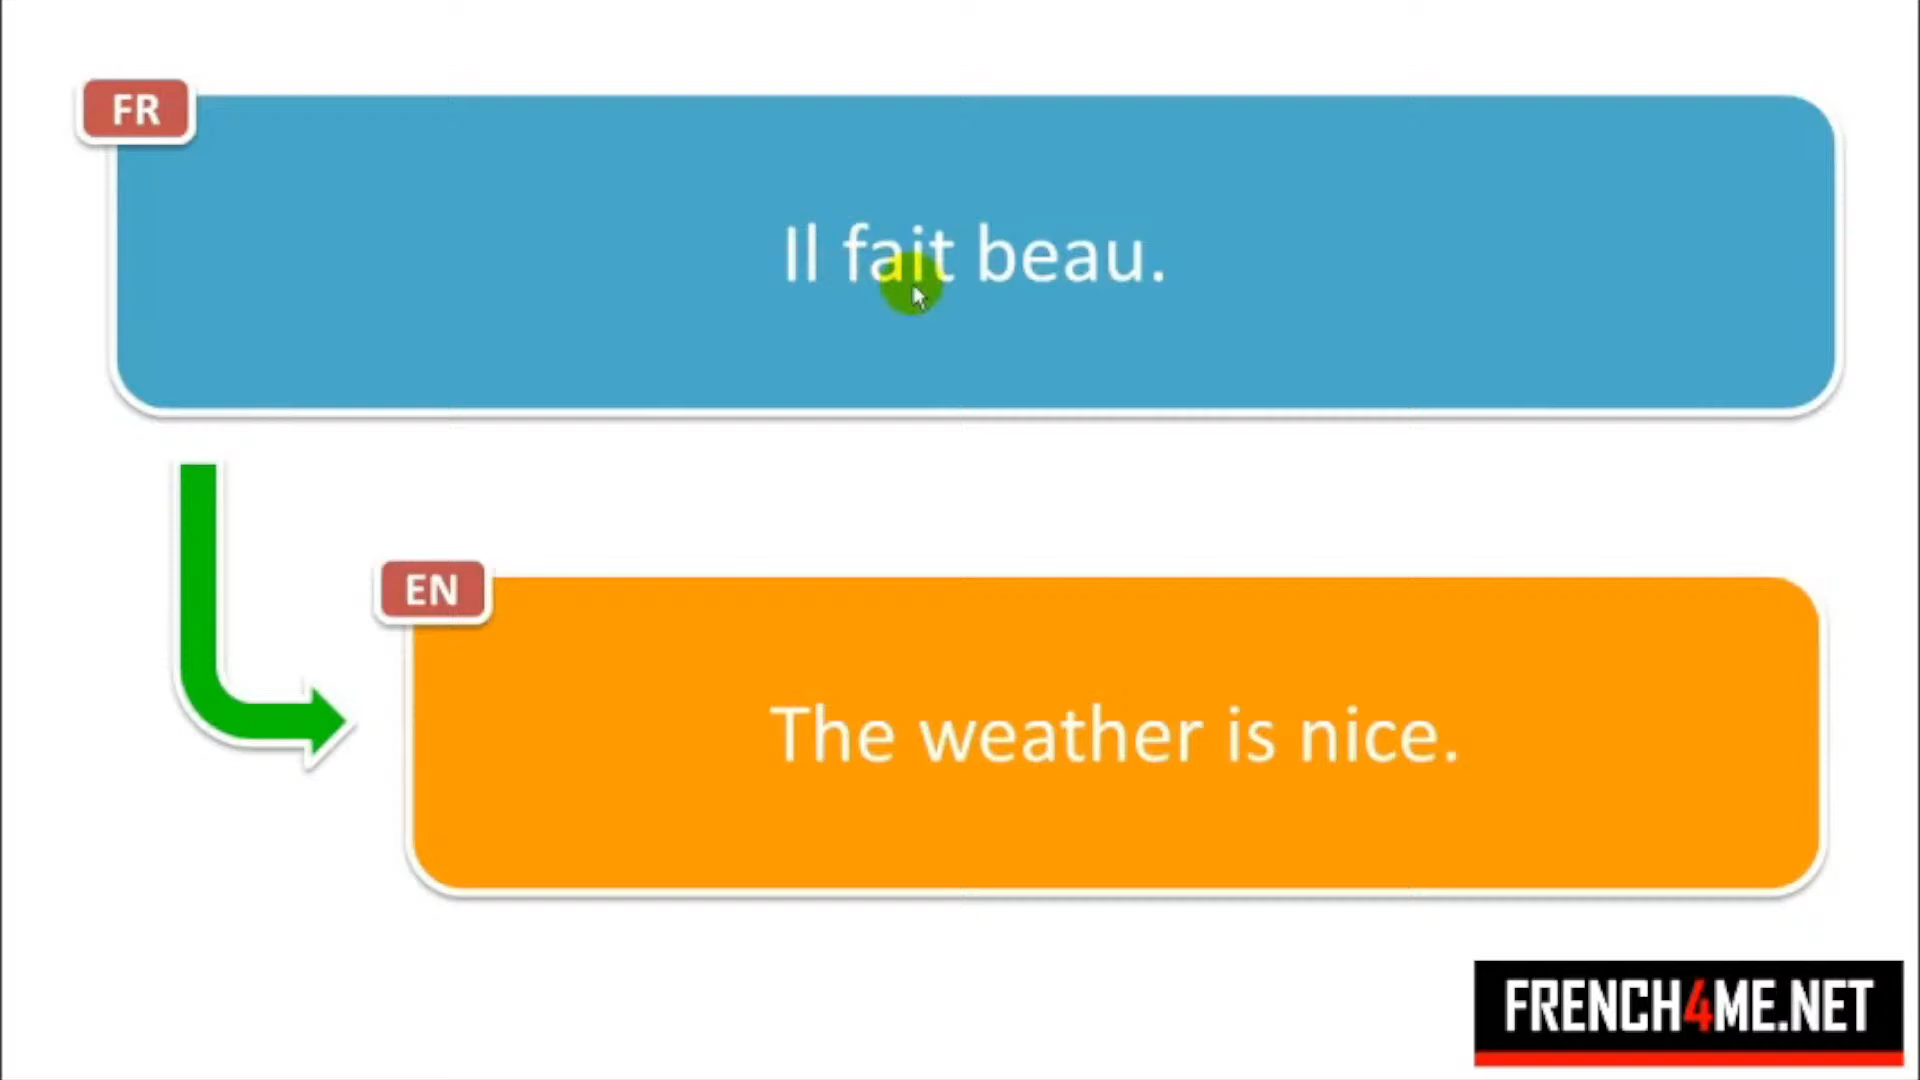 FR
Il fait beau.
EN
The weather is nice.
FRENCH4ME.NET